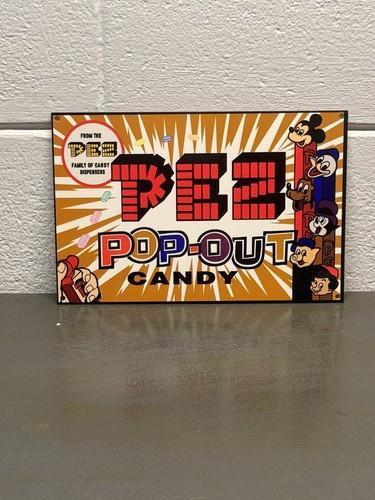 FROM THE
PEZ
FAMILY OF CANDY
DISPENSERS
PEZ
POP-OUT
CANDY